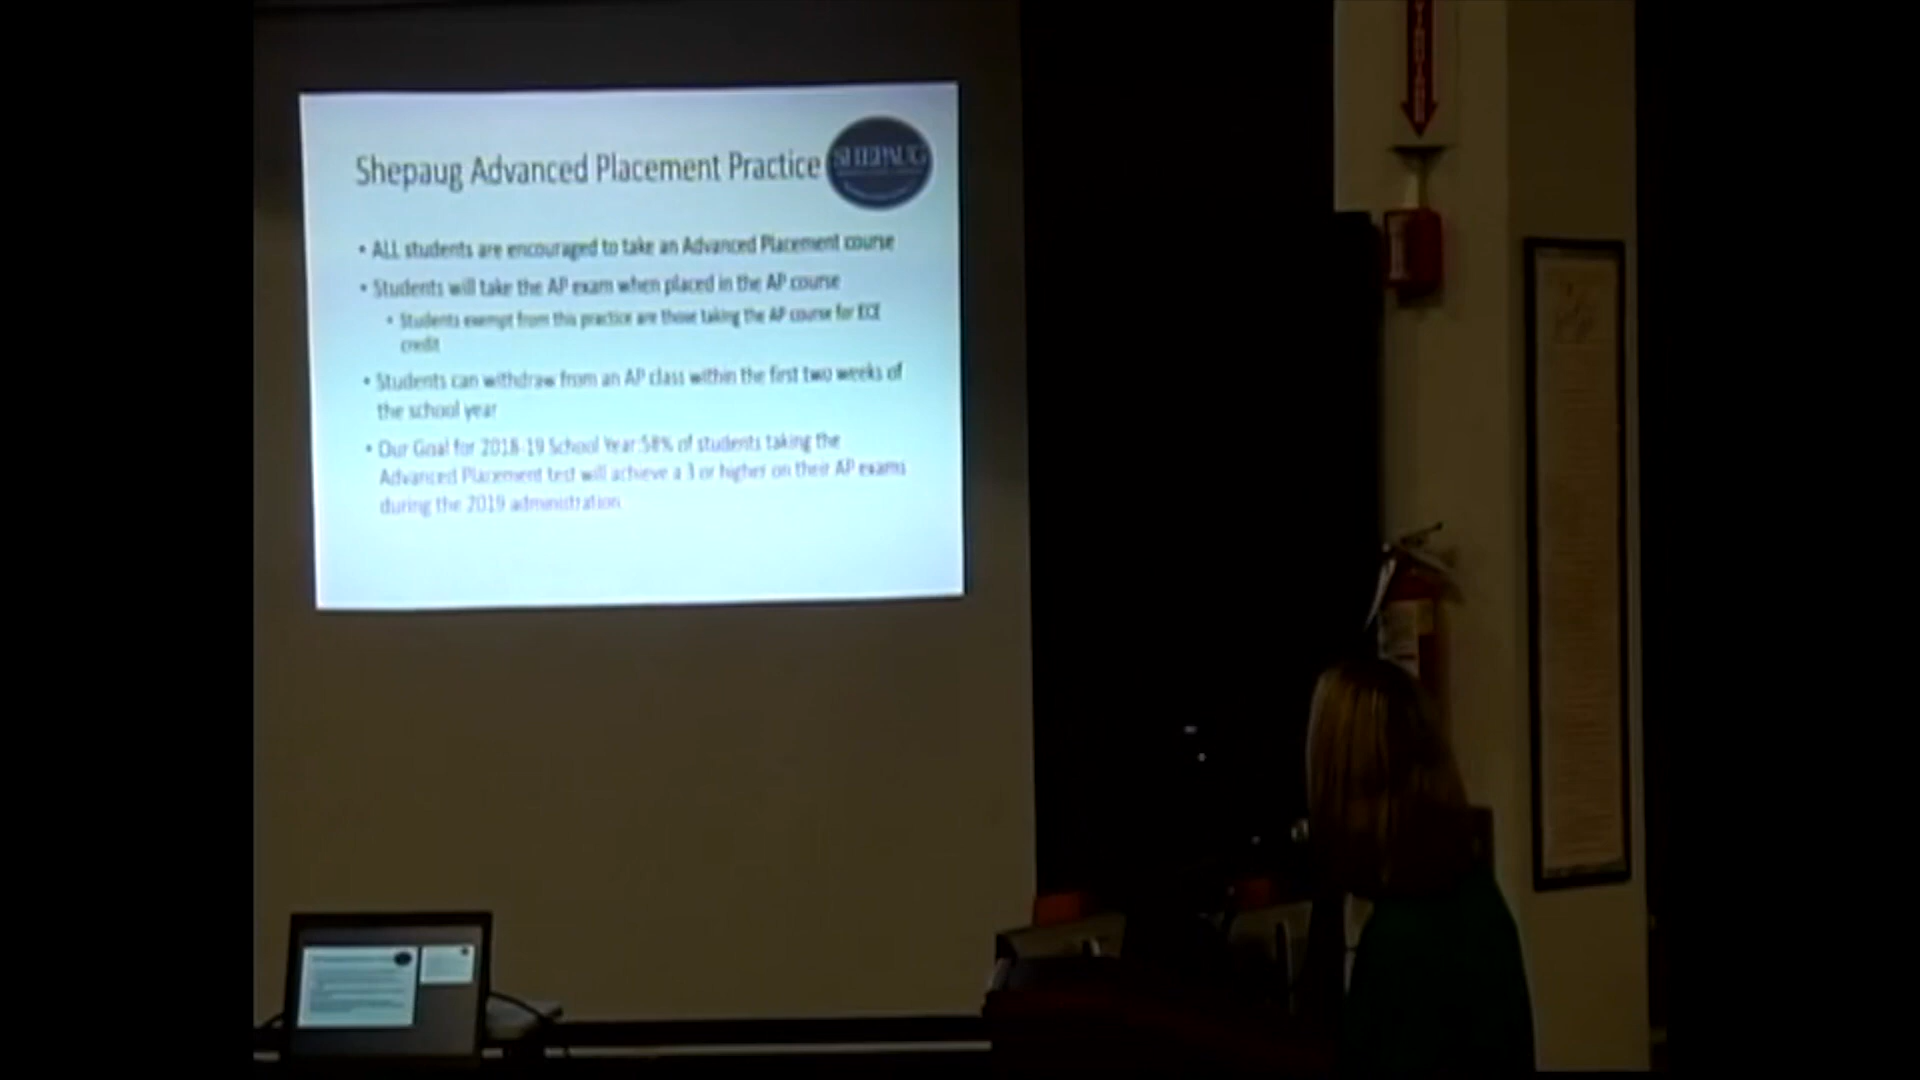 Shepaug Advanced Placement Practice
SHEPAUG
• ALL students are encouraged to take an Advanced Placement course
• Students will take the AP exam when placed in the AP course
• Students exempt from this practice are those taking the AP course for ECE
credit
• Students can withdraw from an AP class within the first two weeks of
the school year
• Our Goal for 2018-19 School Year:58% of students taking the
Advanced Placement test will achieve a 3 or higher on their AP exams
during the 2019 administration